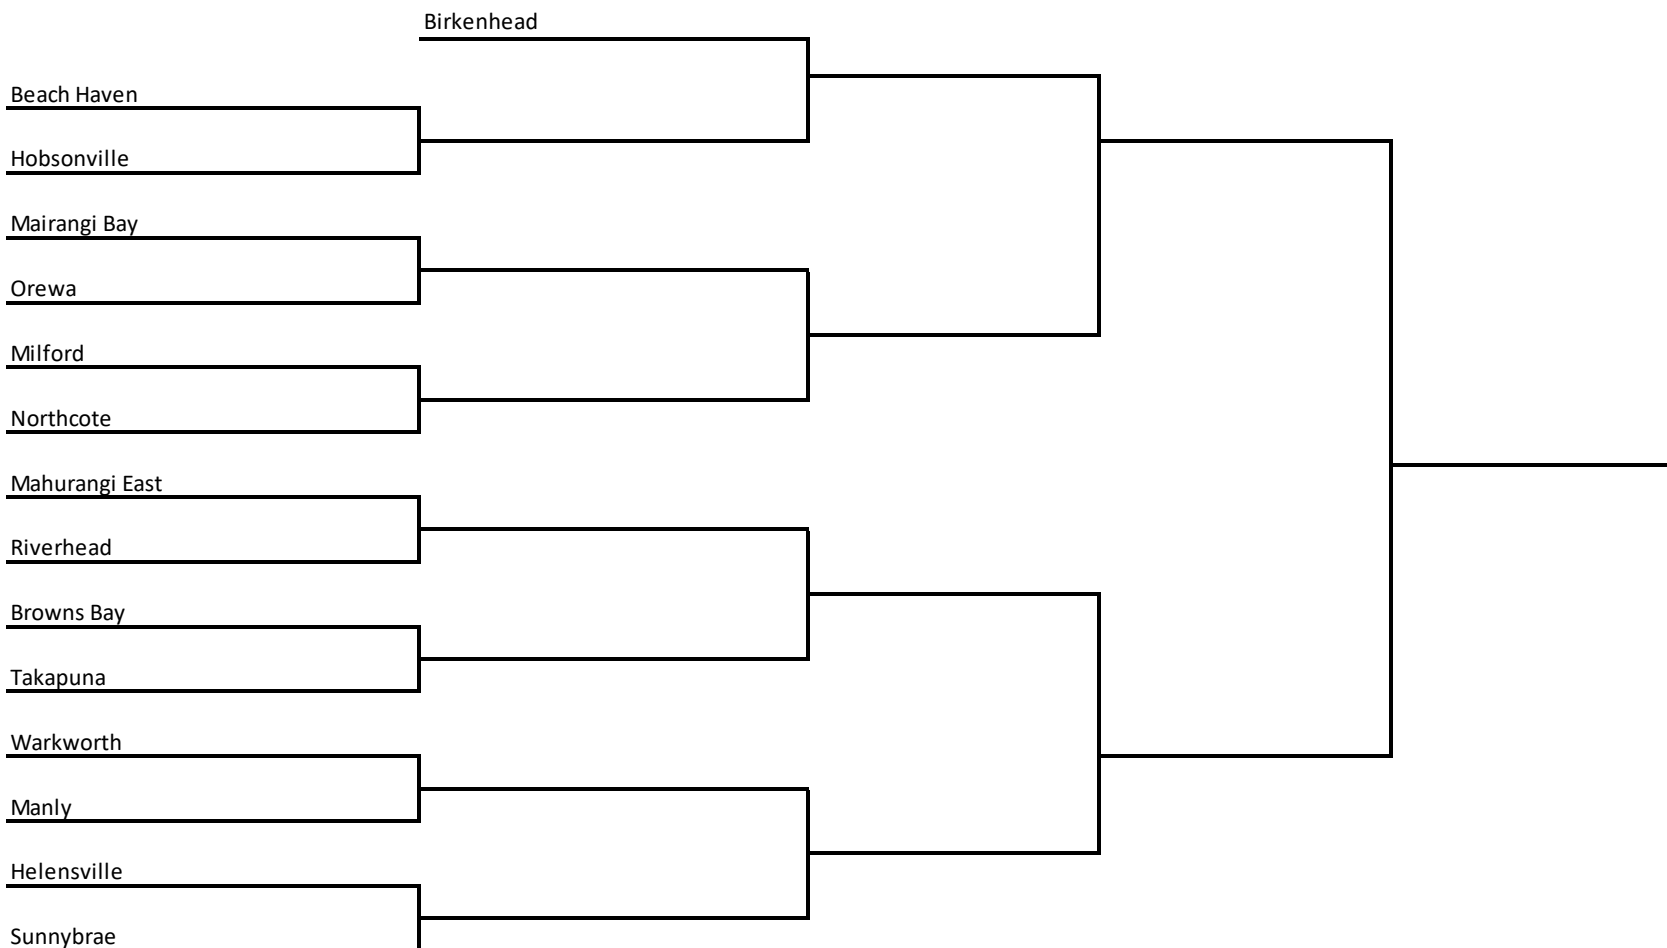 Birkenhead
Beach Haven
Hobsonville
Mairangi Bay
Orewa
Milford
Northcote
Mahurangi East
Riverhead
Browns Bay
Takapuna
Warkworth
Manly
Helensville
Sunnybrae